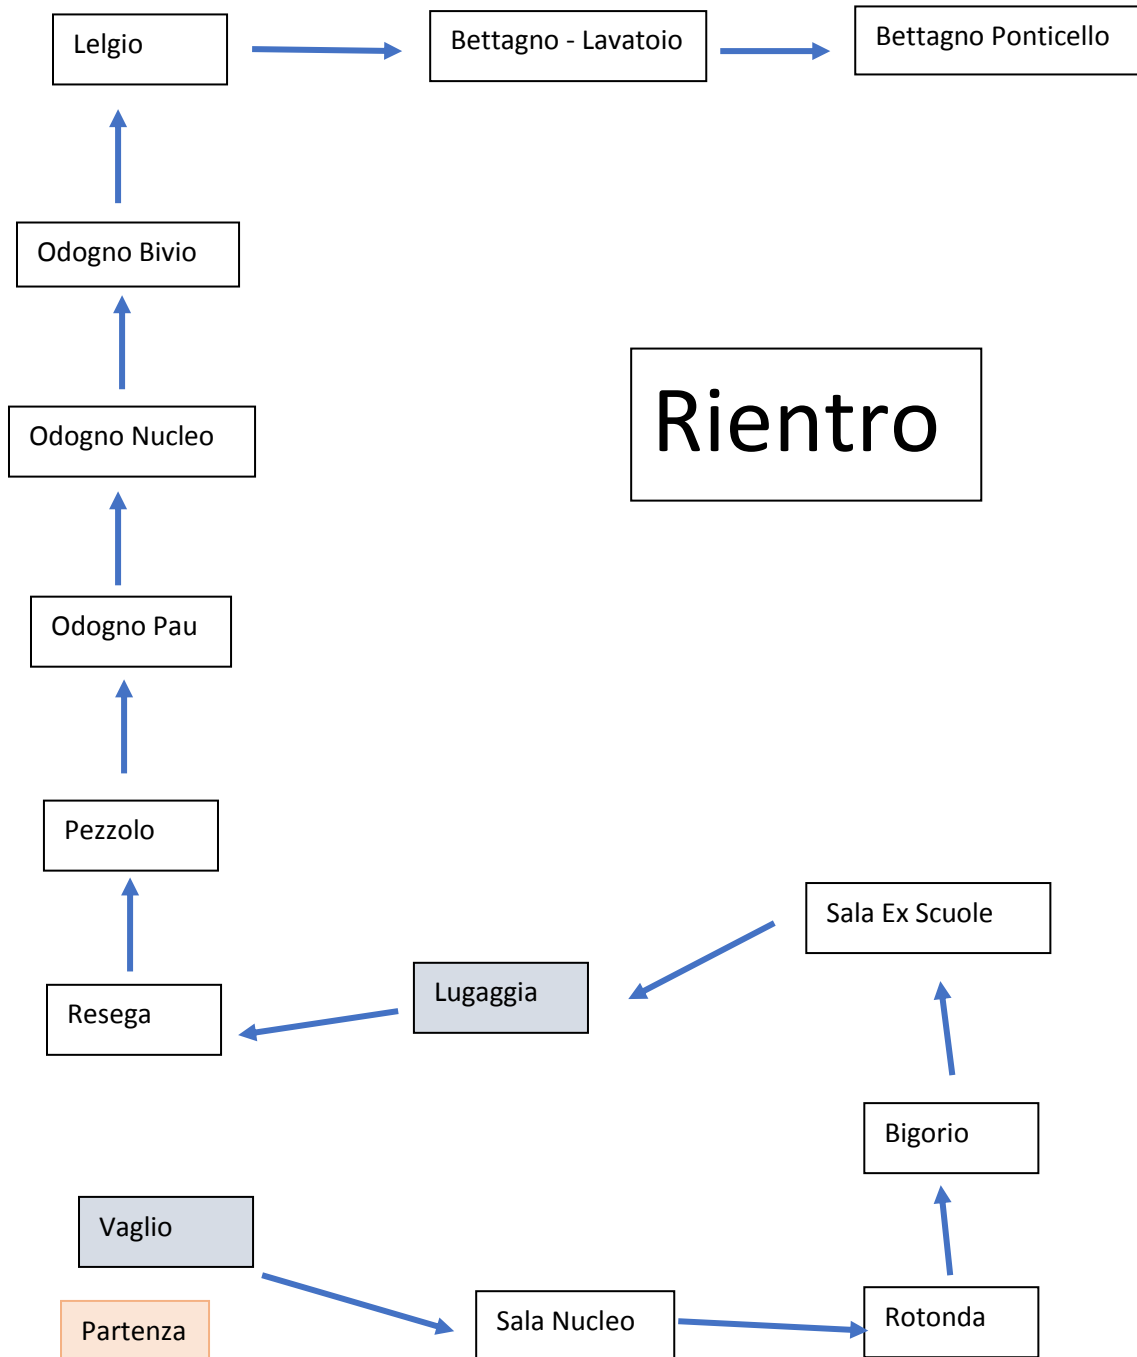 Lelgio
Bettagno - Lavatoio
Bettagno Ponticello
Odogno Bivio
Rientro
Odogno Nucleo
Odogno Pau
Pezzolo
Sala Ex Scuole
Lugaggia
Resega
Bigorio
Vaglio
Rotonda
Sala Nucleo
Partenza